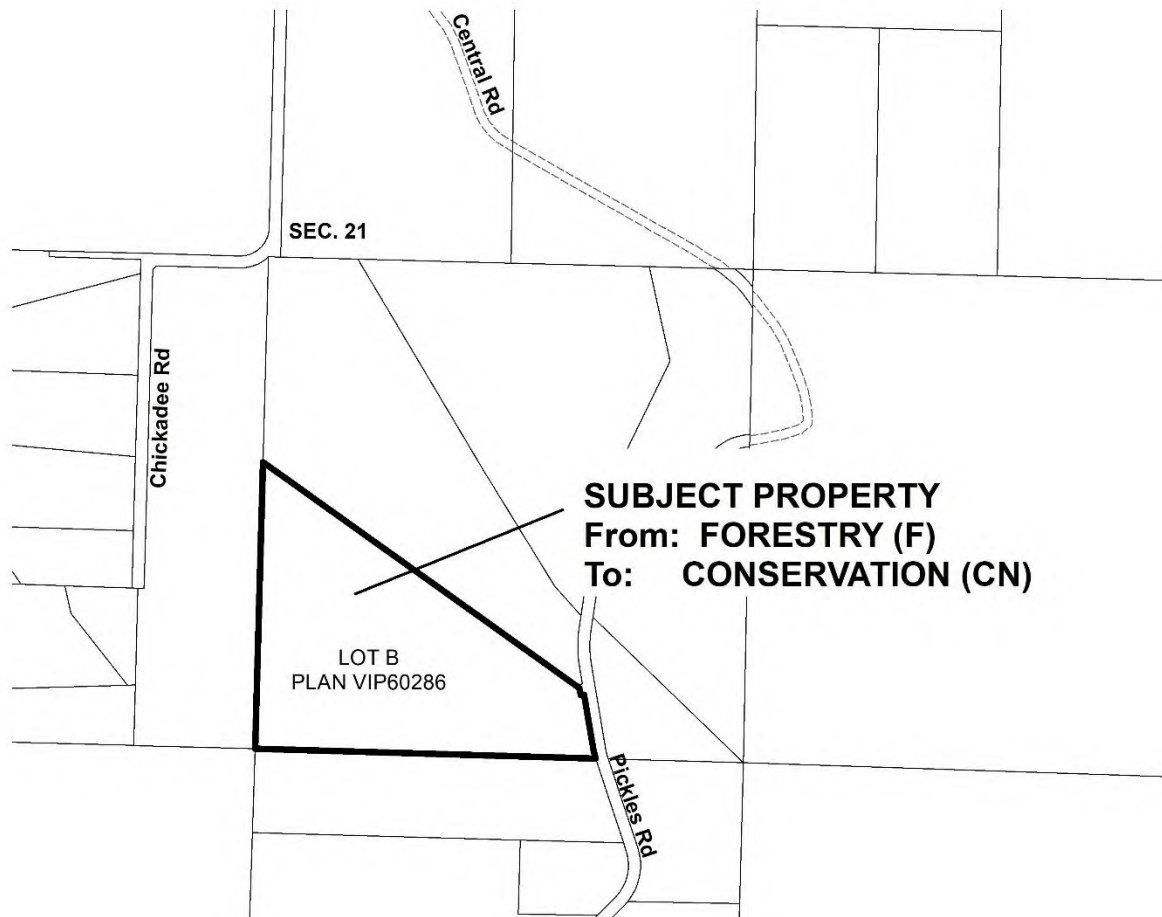 Central Rd
SEC. 21
Chickadee Rd
SUBJECT PROPERTY
From: FORESTRY (F)
To: CONSERVATION (CN)
LOT B
PLAN VIP60286
Pickles Rd